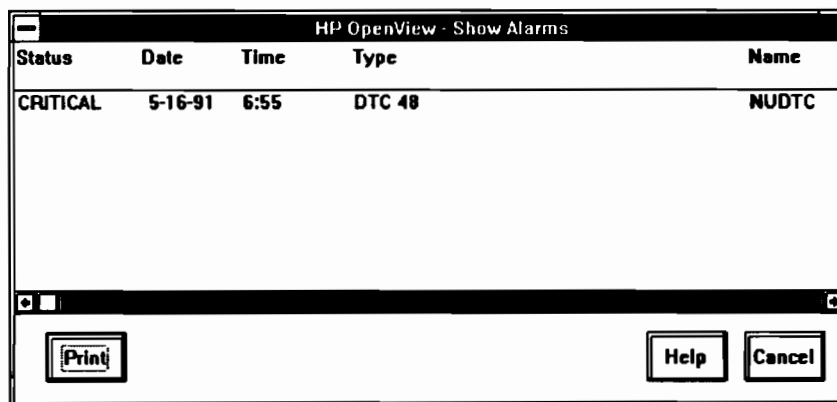 HP OpenView - Show Alarms
Status Date Time Type Name
CRITICAL 5-16-91 6:55 DTC 48 NUDTC
Print Help Cancel